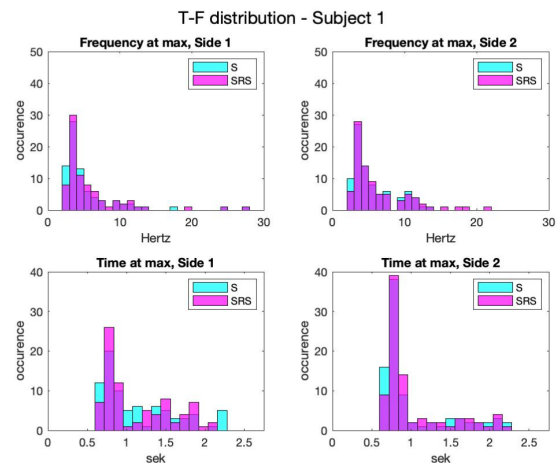 T-F distribution - Subject 1
Frequency at max, Side 1
S
SRS
occurence
50
40
30
20
10
0
0 10 20 30
Hertz
Frequency at max, Side 2
S
SRS
occurence
50
40
30
20
10
0
0 10 20 30
Hertz
Time at max, Side 1
S
SRS
occurence
40
30
20
10
0
0 0.5 1 1.5 2 2.5
sek
Time at max, Side 2
S
SRS
occurence
40
30
20
10
0
0 0.5 1 1.5 2 2.5
sek